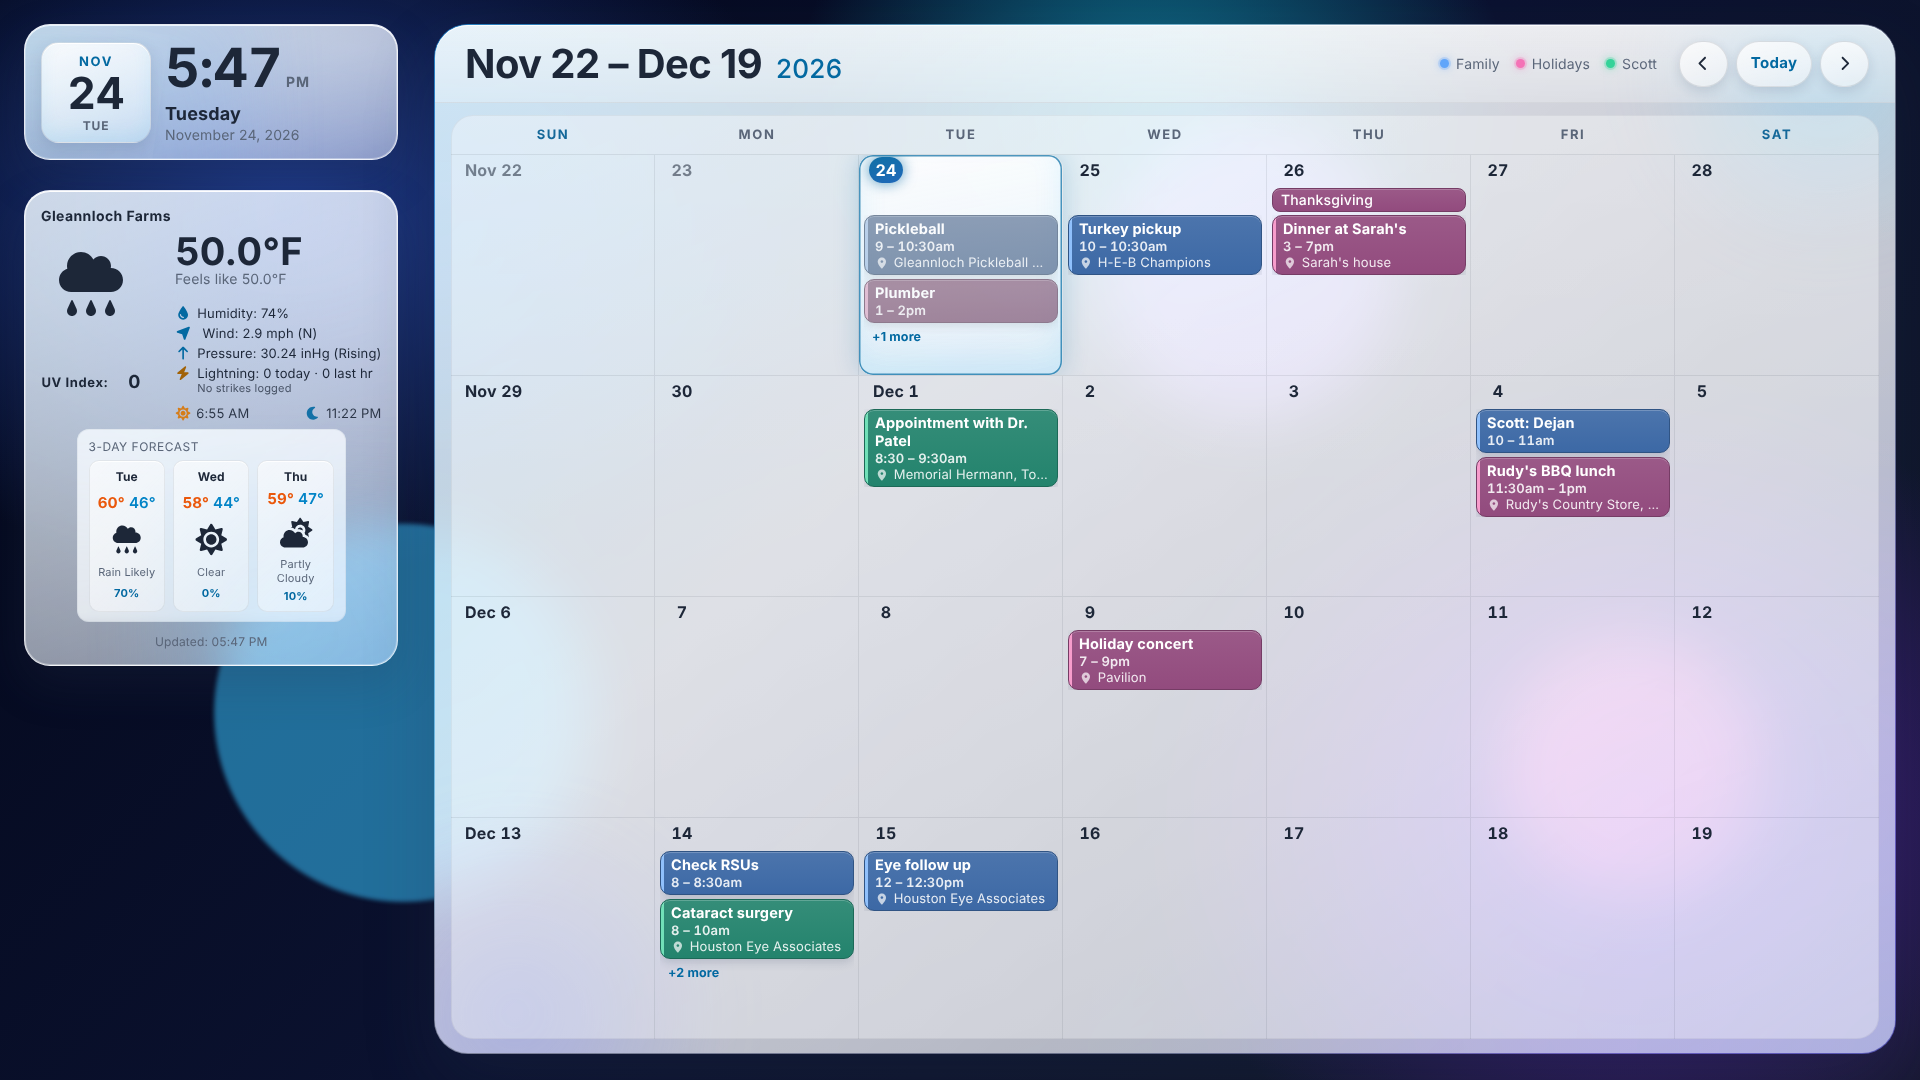 NOV
24
TUE
5:47 PM
Tuesday
November 24, 2026
Gleannloch Farms
50.0°F
Feels like 50.0°F
Humidity: 74%
Wind: 2.9 mph (N)
Pressure: 30.24 inHg (Rising)
Lightning: 0 today · 0 last hr
No strikes logged
UV Index: 0
6:55 AM
11:22 PM
3-DAY FORECAST
Tue
60° 46°
Rain Likely
70%
Wed
58° 44°
Clear
0%
Thu
59° 47°
Partly
Cloudy
10%
Updated: 05:47 PM
Nov 22 – Dec 19 2026
Family
Holidays
Scott
Today
SUN
MON
TUE
WED
THU
FRI
SAT
Nov 22
23
24
Pickleball
9 – 10:30am
Gleannloch Pickleball ...
Plumber
1 – 2pm
+1 more
25
Turkey pickup
10 – 10:30am
H-E-B Champions
26
Thanksgiving
Dinner at Sarah's
3 – 7pm
Sarah's house
27
28
Nov 29
30
Dec 1
Appointment with Dr.
Patel
8:30 – 9:30am
Memorial Hermann, To...
2
3
4
Scott: Dejan
10 – 11am
Rudy's BBQ lunch
11:30am – 1pm
Rudy's Country Store, ...
5
Dec 6
7
8
9
Holiday concert
7 – 9pm
Pavilion
10
11
12
Dec 13
14
Check RSUs
8 – 8:30am
Cataract surgery
8 – 10am
Houston Eye Associates
+2 more
15
Eye follow up
12 – 12:30pm
Houston Eye Associates
16
17
18
19